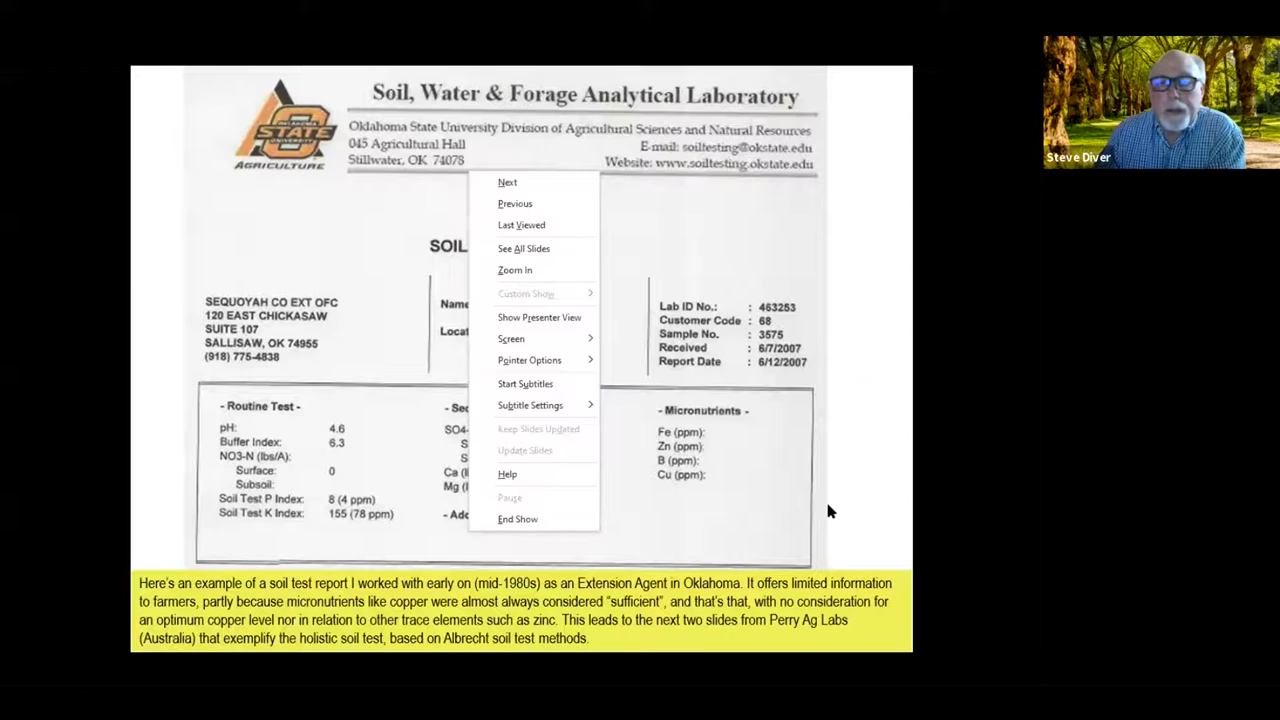 Soil, Water & Forage Analytical Laboratory
OKLAHOMA
STATE
UNIVERSITY
AGRICULTURE
Oklahoma State University Division of Agricultural Sciences and Natural Resources
045 Agricultural Hall
E-mail: soiltesting@okstate.edu
Stillwater, OK 74078
Website: www.soiltesting.okstate.edu
Steve Diver
Next
Previous
Last Viewed
See All Slides
Zoom In
Custom Show
Show Presenter View
Screen
Pointer Options
Start Subtitles
Subtitle Settings
Keep Slides Updated
Update Slides
Help
Pause
End Show
SOIL
SEQUOYAH CO EXT OFC
120 EAST CHICKASAW
SUITE 107
SALLISAW, OK 74955
(918) 775-4838
Name
Locat
Lab ID No.: : 463253
Customer Code : 68
Sample No. : 3575
Received : 6/7/2007
Report Date : 6/12/2007
- Routine Test -
pH: 4.6
Buffer Index: 6.3
NO3-N (lbs/A):
Surface: 0
Subsoil:
Soil Test P Index: 8 (4 ppm)
Soil Test K Index: 155 (78 ppm)
- Sec
SO4-
S
S
Ca (l
Mg (l
- Add
- Micronutrients -
Fe (ppm):
Zn (ppm):
B (ppm):
Cu (ppm):
Here's an example of a soil test report I worked with early on (mid-1980s) as an Extension Agent in Oklahoma. It offers limited information
to farmers, partly because micronutrients like copper were almost always considered "sufficient", and that's that, with no consideration for
an optimum copper level nor in relation to other trace elements such as zinc. This leads to the next two slides from Perry Ag Labs
(Australia) that exemplify the holistic soil test, based on Albrecht soil test methods.